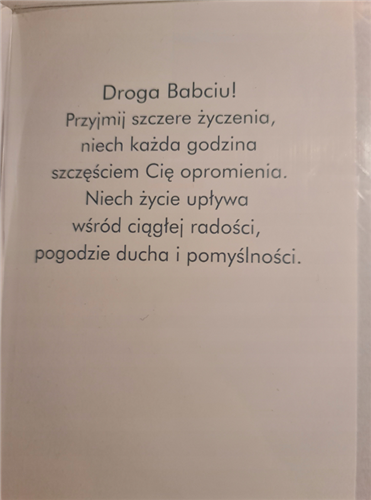 Droga Babciu!
Przyjmij szczere życzenia,
niech każda godzina
szczęściem Cię opromienia.
Niech życie upływa
wśród ciągłej radości,
pogodzie ducha i pomyślności.